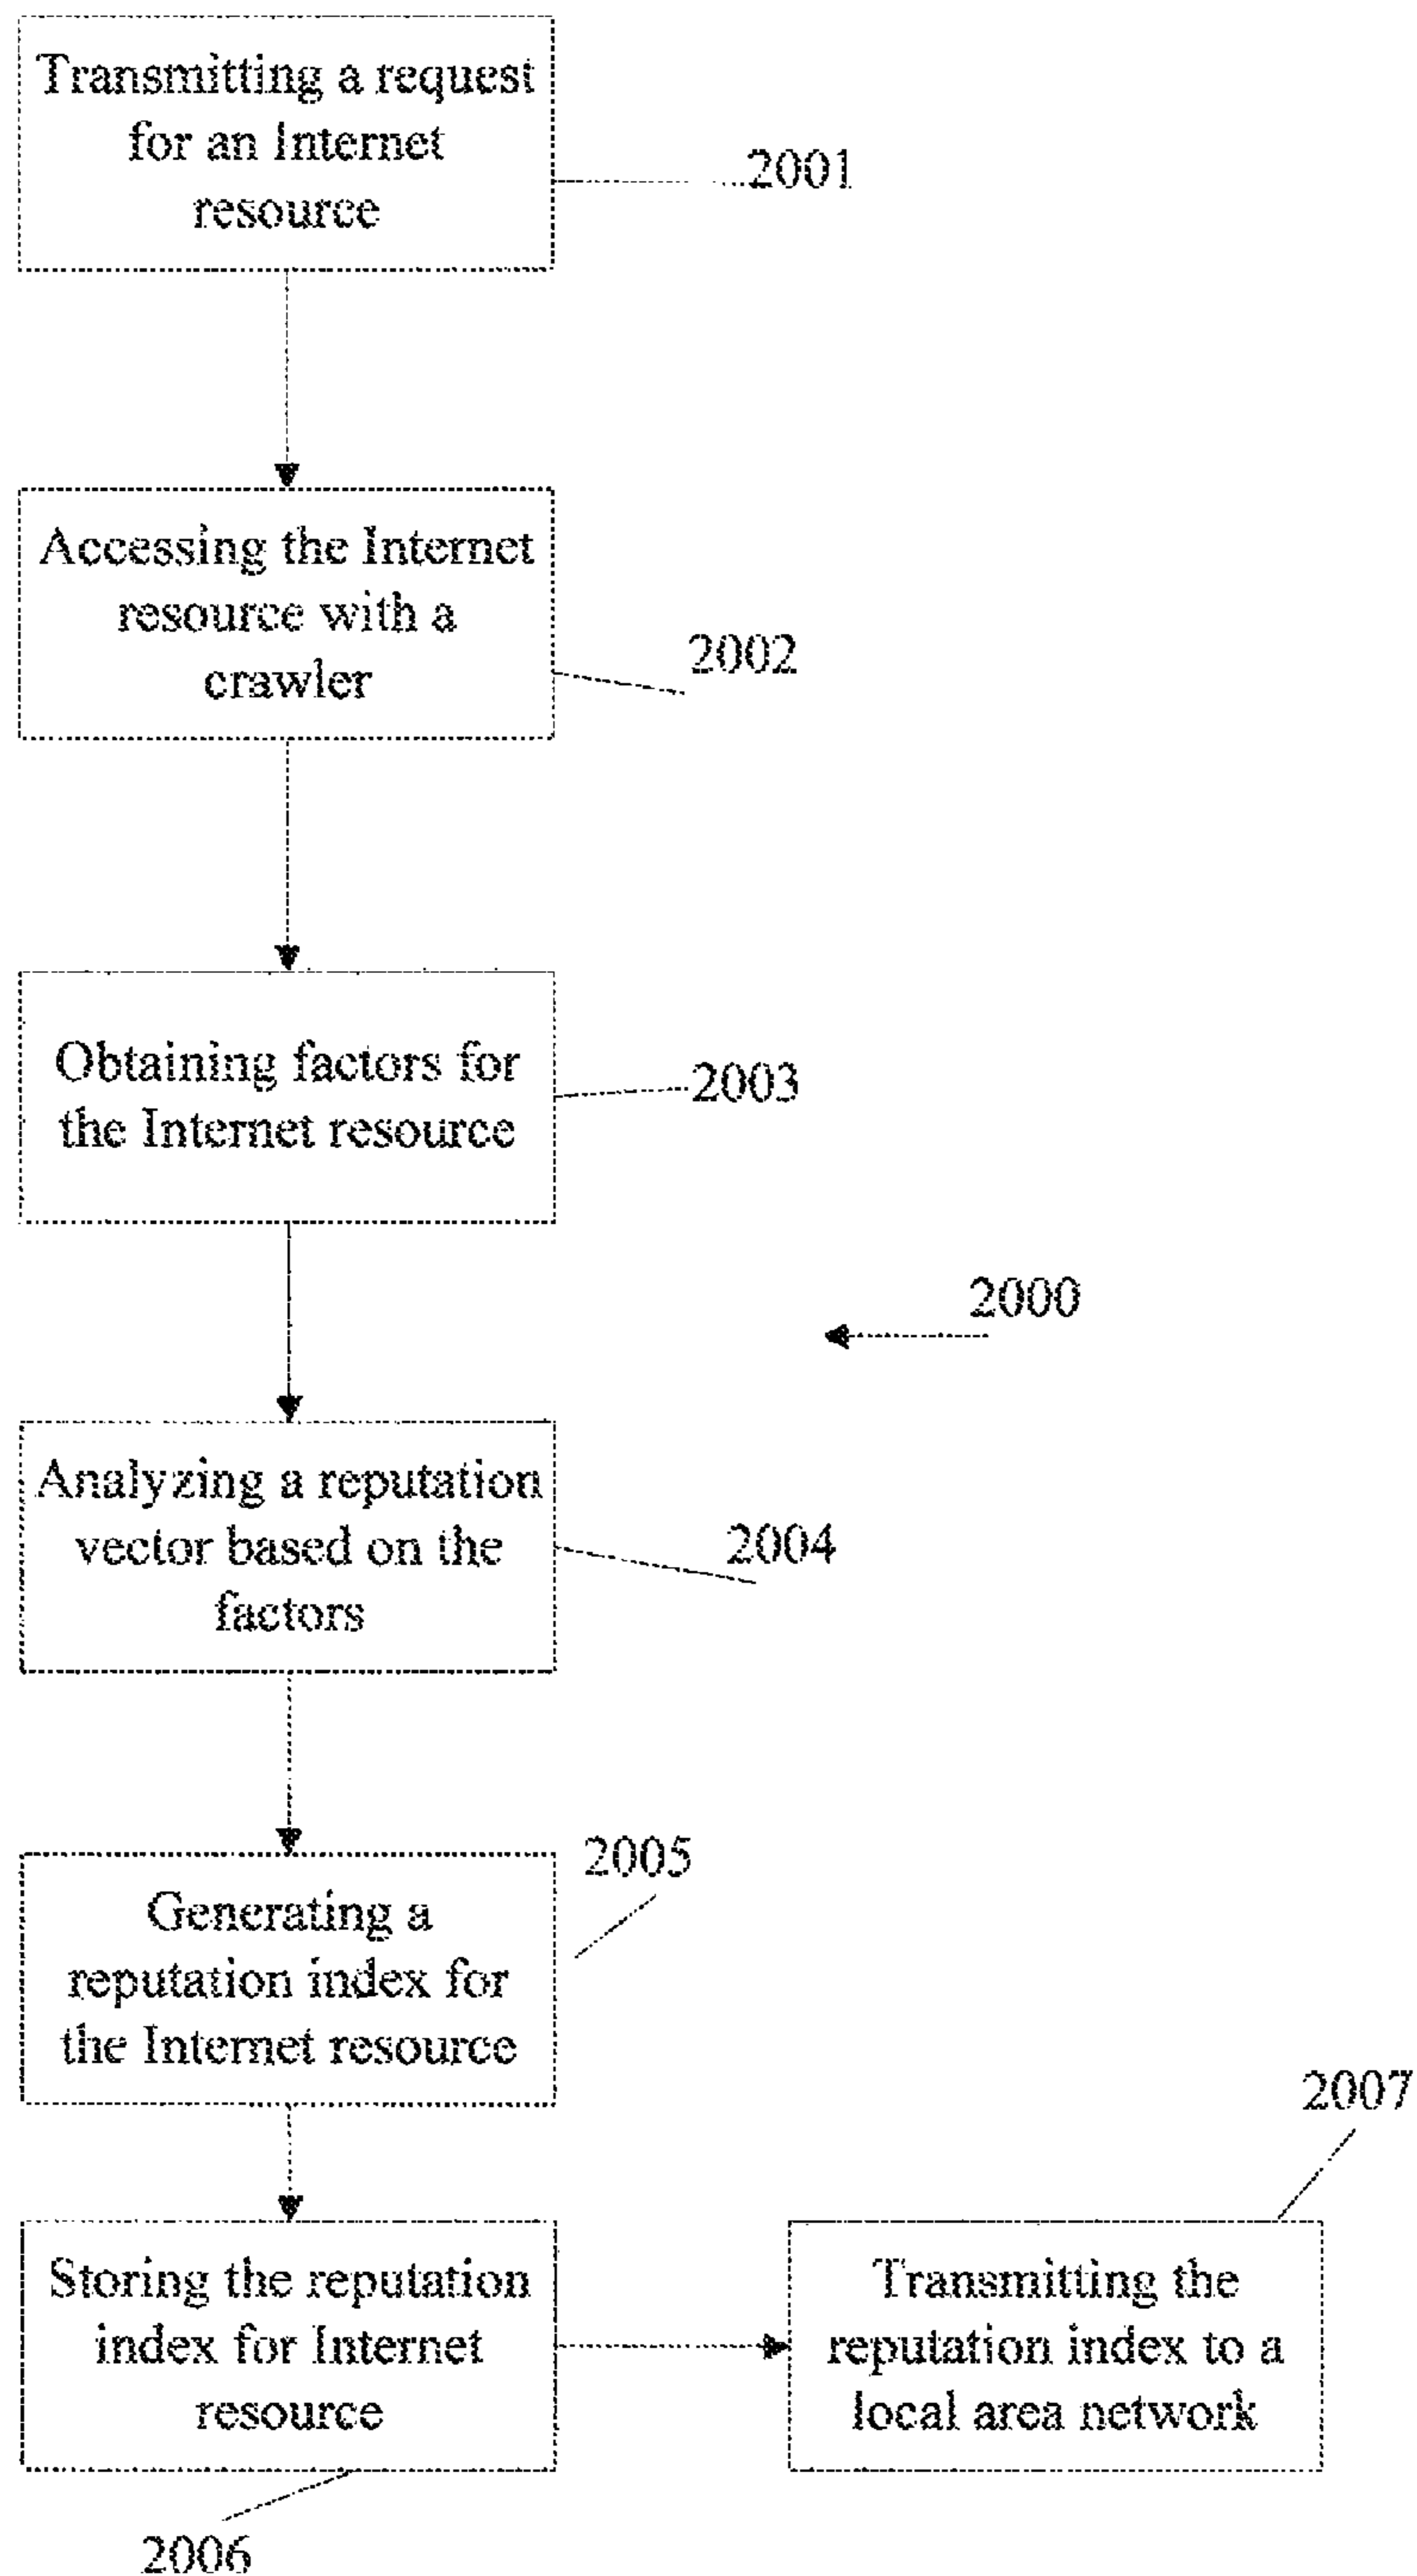 Transmitting a request
for an Internet
resource
2001
Accessing the Internet
resource with a
crawler
2002
Obtaining factors for
the Internet resource
2003
2000
Analyzing a reputation
vector based on the
factors
2004
2005
Generating a
reputation index for
the Internet resource
2007
Storing the reputation
index for Internet
resource
Transmitting the
reputation index to a
local area network
2006